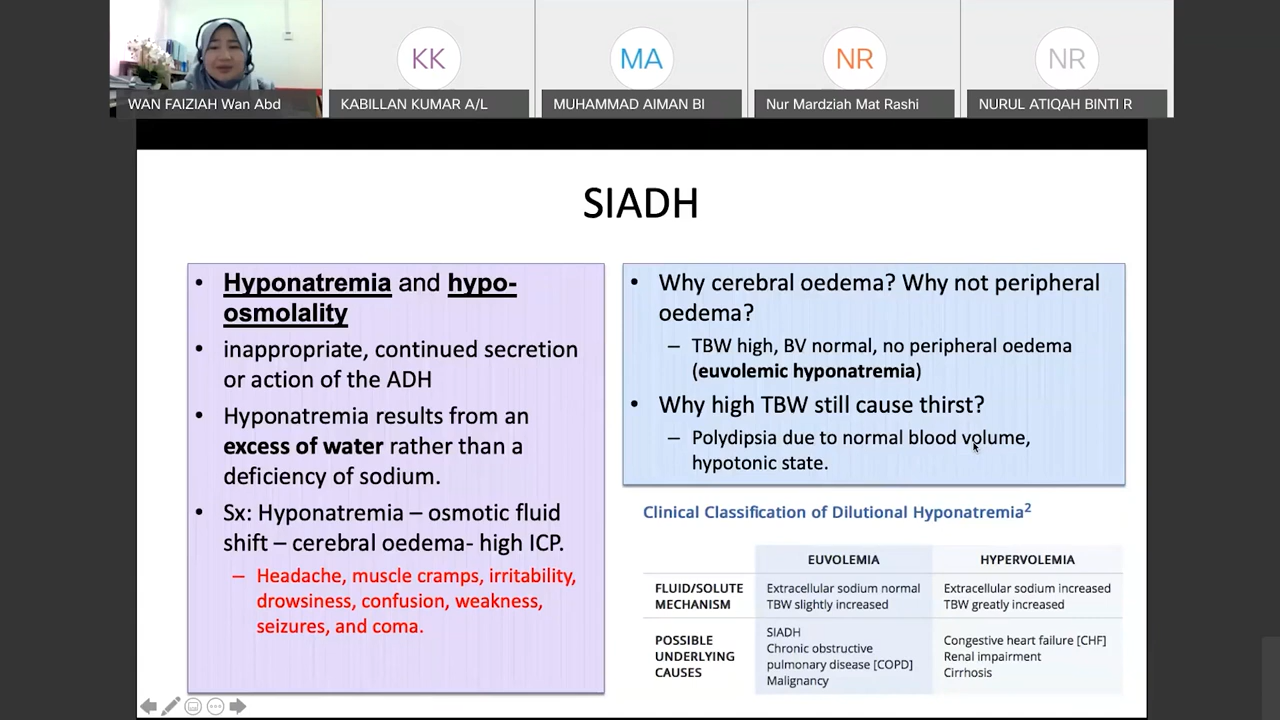 KK
MA
NR
NR
WAN FAIZIAH Wan Abd
KABILLAN KUMAR A/L
MUHAMMAD AIMAN BI
Nur Mardziah Mat Rashi
NURUL ATIQAH BINTI R
SIADH
• Hyponatremia and hypo-
osmolality
• inappropriate, continued secretion
or action of the ADH
• Hyponatremia results from an
excess of water rather than a
deficiency of sodium.
• Sx: Hyponatremia – osmotic fluid
shift – cerebral oedema- high ICP.
– Headache, muscle cramps, irritability,
drowsiness, confusion, weakness,
seizures, and coma.
• Why cerebral oedema? Why not peripheral
oedema?
– TBW high, BV normal, no peripheral oedema
(euvolemic hyponatremia)
• Why high TBW still cause thirst?
– Polydipsia due to normal blood volume,
hypotonic state.
Clinical Classification of Dilutional Hyponatremia2
EUVOLEMIA
HYPERVOLEMIA
FLUID/SOLUTE
MECHANISM
Extracellular sodium normal
TBW slightly increased
Extracellular sodium increased
TBW greatly increased
POSSIBLE
UNDERLYING
CAUSES
SIADH
Chronic obstructive
pulmonary disease [COPD]
Malignancy
Congestive heart failure [CHF]
Renal impairment
Cirrhosis